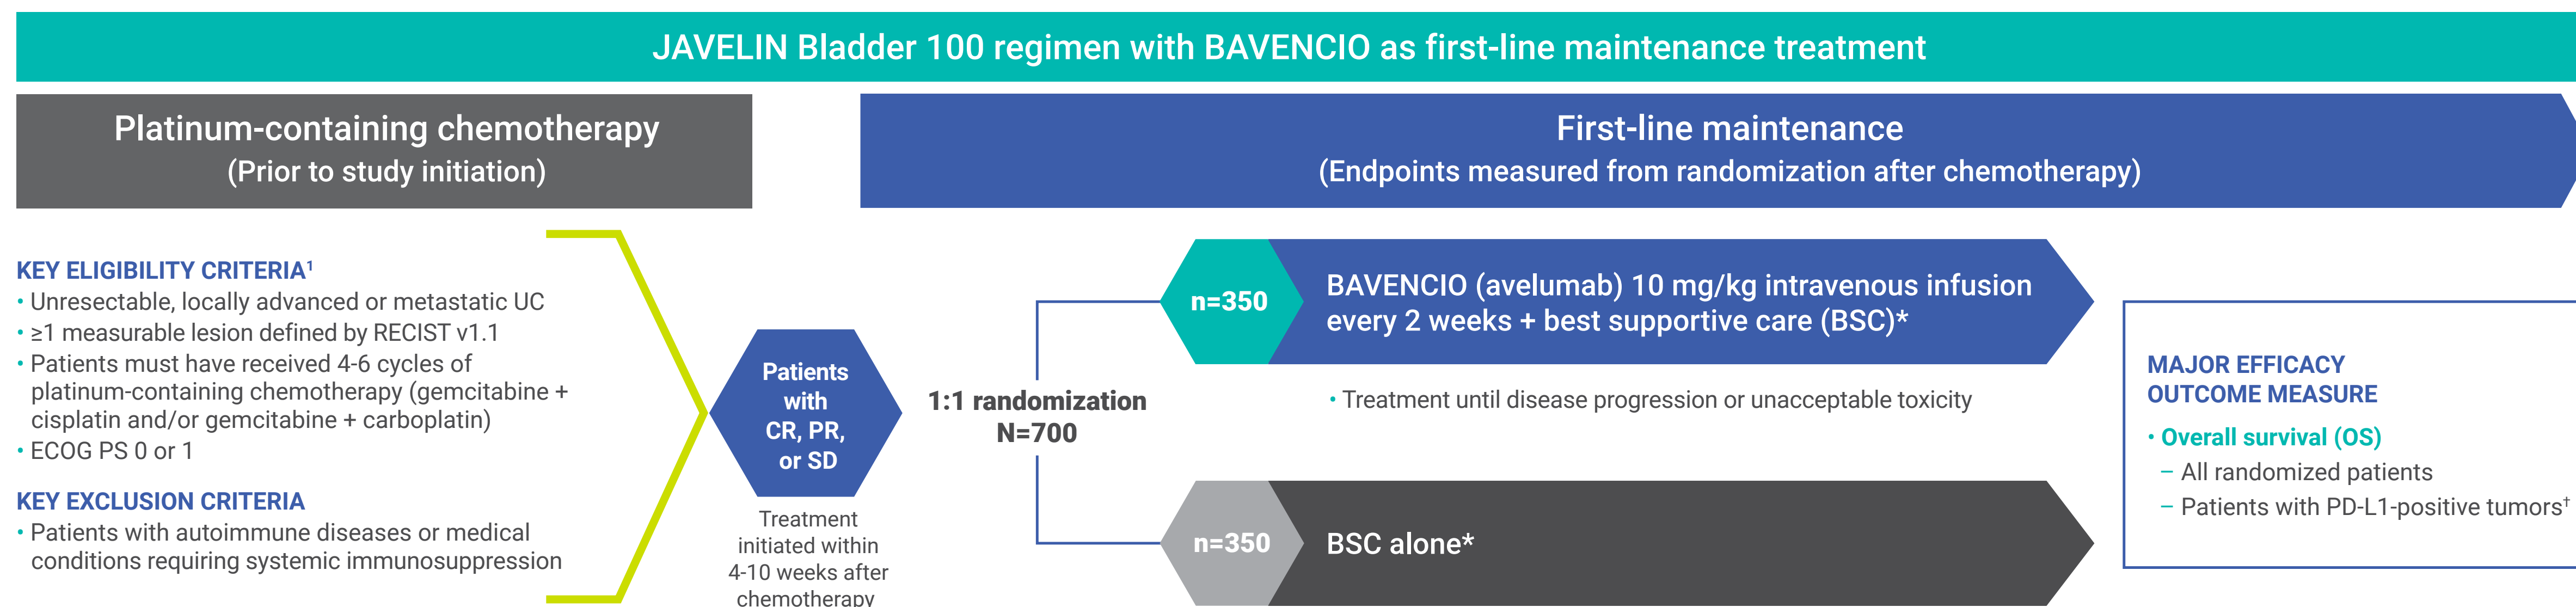 JAVELIN Bladder 100 regimen with BAVENCIO as first-line maintenance treatment
Platinum-containing chemotherapy
(Prior to study initiation)
First-line maintenance
(Endpoints measured from randomization after chemotherapy)
KEY ELIGIBILITY CRITERIA¹
• Unresectable, locally advanced or metastatic UC
• ≥1 measurable lesion defined by RECIST v1.1
• Patients must have received 4-6 cycles of
platinum-containing chemotherapy (gemcitabine +
cisplatin and/or gemcitabine + carboplatin)
• ECOG PS 0 or 1
KEY EXCLUSION CRITERIA
• Patients with autoimmune diseases or medical
conditions requiring systemic immunosuppression
Patients
with
CR, PR,
or SD
Treatment
initiated within
4-10 weeks after
chemotherapy
1:1 randomization
N=700
n=350
BAVENCIO (avelumab) 10 mg/kg intravenous infusion
every 2 weeks + best supportive care (BSC)*
• Treatment until disease progression or unacceptable toxicity
n=350
BSC alone*
MAJOR EFFICACY
OUTCOME MEASURE
• Overall survival (OS)
– All randomized patients
– Patients with PD-L1-positive tumors†